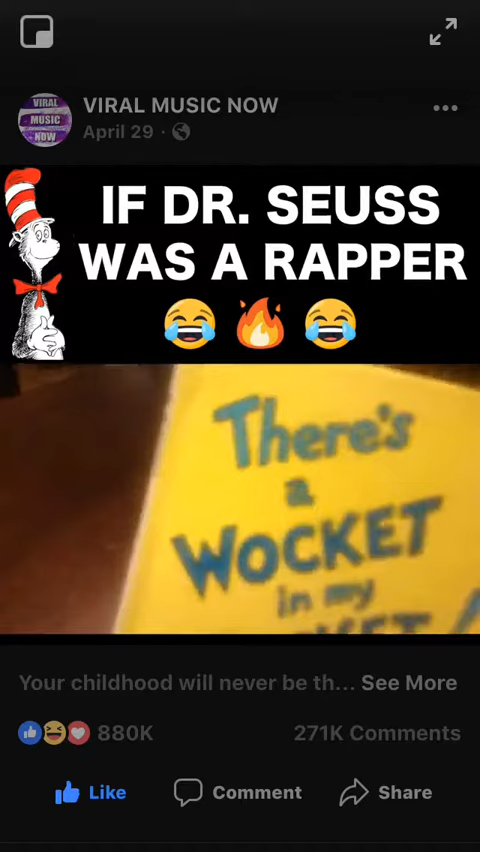 VIRAL MUSIC NOW
April 29 ·
VIRAL
MUSIC
NOW
IF DR. SEUSS
WAS A RAPPER
There's
a
WOCKET
in my
Your childhood will never be th... See More
880K 271K Comments
Like Comment Share